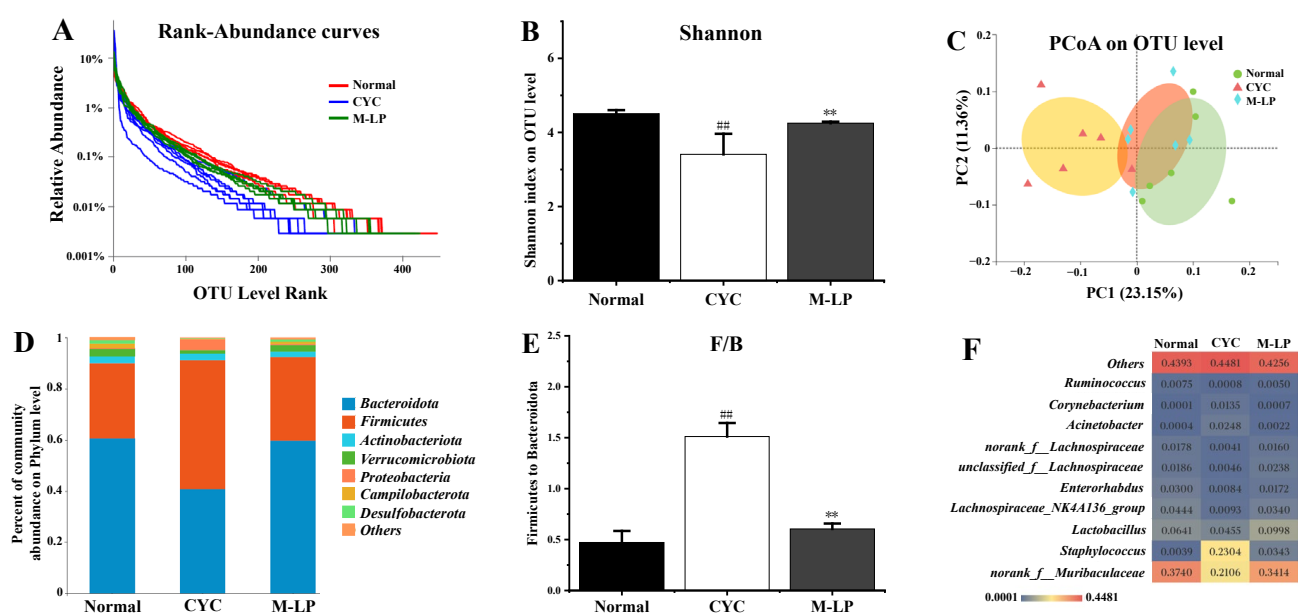 A
Rank-Abundance curves
Relative Abundance
10%
1%
0.1%
0.01%
0.001%
Normal
CYC
M-LP
0
100
200
300
400
OTU Level Rank
B
Shannon
Shannon index on OTU level
6
4
2
0
##
**
Normal
CYC
M-LP
C
PCoA on OTU level
PC2 (11.36%)
0.2
0.1
0
−0.1
−0.2
Normal
CYC
M-LP
−0.2
−0.1
0
0.1
0.2
PC1 (23.15%)
D
Percent of community
abundance on Phylum level
1
0.8
0.6
0.4
0.2
0
Normal
CYC
M-LP
Bacteroidota
Firmicutes
Actinobacteriota
Verrucomicrobiota
Proteobacteria
Campilobacterota
Desulfobacterota
Others
E
F/B
Firmicutes to Bacteroidota
2.5
2.0
1.5
1.0
0.5
0.0
##
**
Normal
CYC
M-LP
F
Normal CYC M-LP
Others 0.4393 0.4481 0.4256
Ruminococcus 0.0075 0.0008 0.0050
Corynebacterium 0.0001 0.0135 0.0007
Acinetobacter 0.0004 0.0248 0.0022
norank_f__Lachnospiraceae 0.0178 0.0041 0.0160
unclassified_f__Lachnospiraceae 0.0186 0.0046 0.0238
Enterorhabdus 0.0300 0.0084 0.0172
Lachnospiraceae_NK4A136_group 0.0444 0.0093 0.0340
Lactobacillus 0.0641 0.0455 0.0998
Staphylococcus 0.0039 0.2304 0.0343
norank_f__Muribaculaceae 0.3740 0.2106 0.3414
0.0001 0.4481